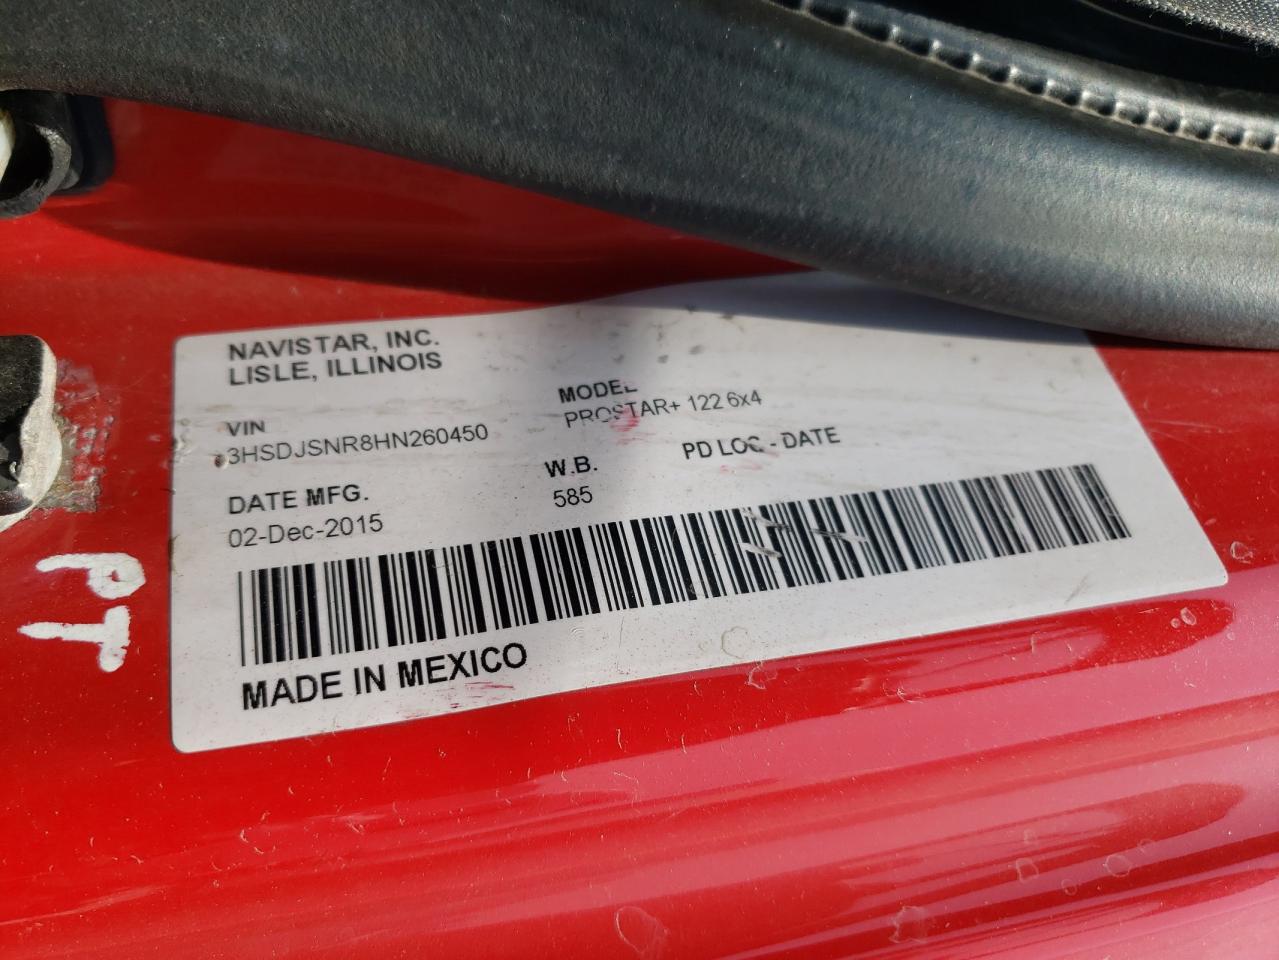 NAVISTAR, INC.
LISLE, ILLINOIS
VIN
3HSDJSNR8HN260450
MODEL
PROSTAR+ 122 6x4
DATE MFG.
02-Dec-2015
W.B.
585
PD LOC - DATE
MADE IN MEXICO
PT